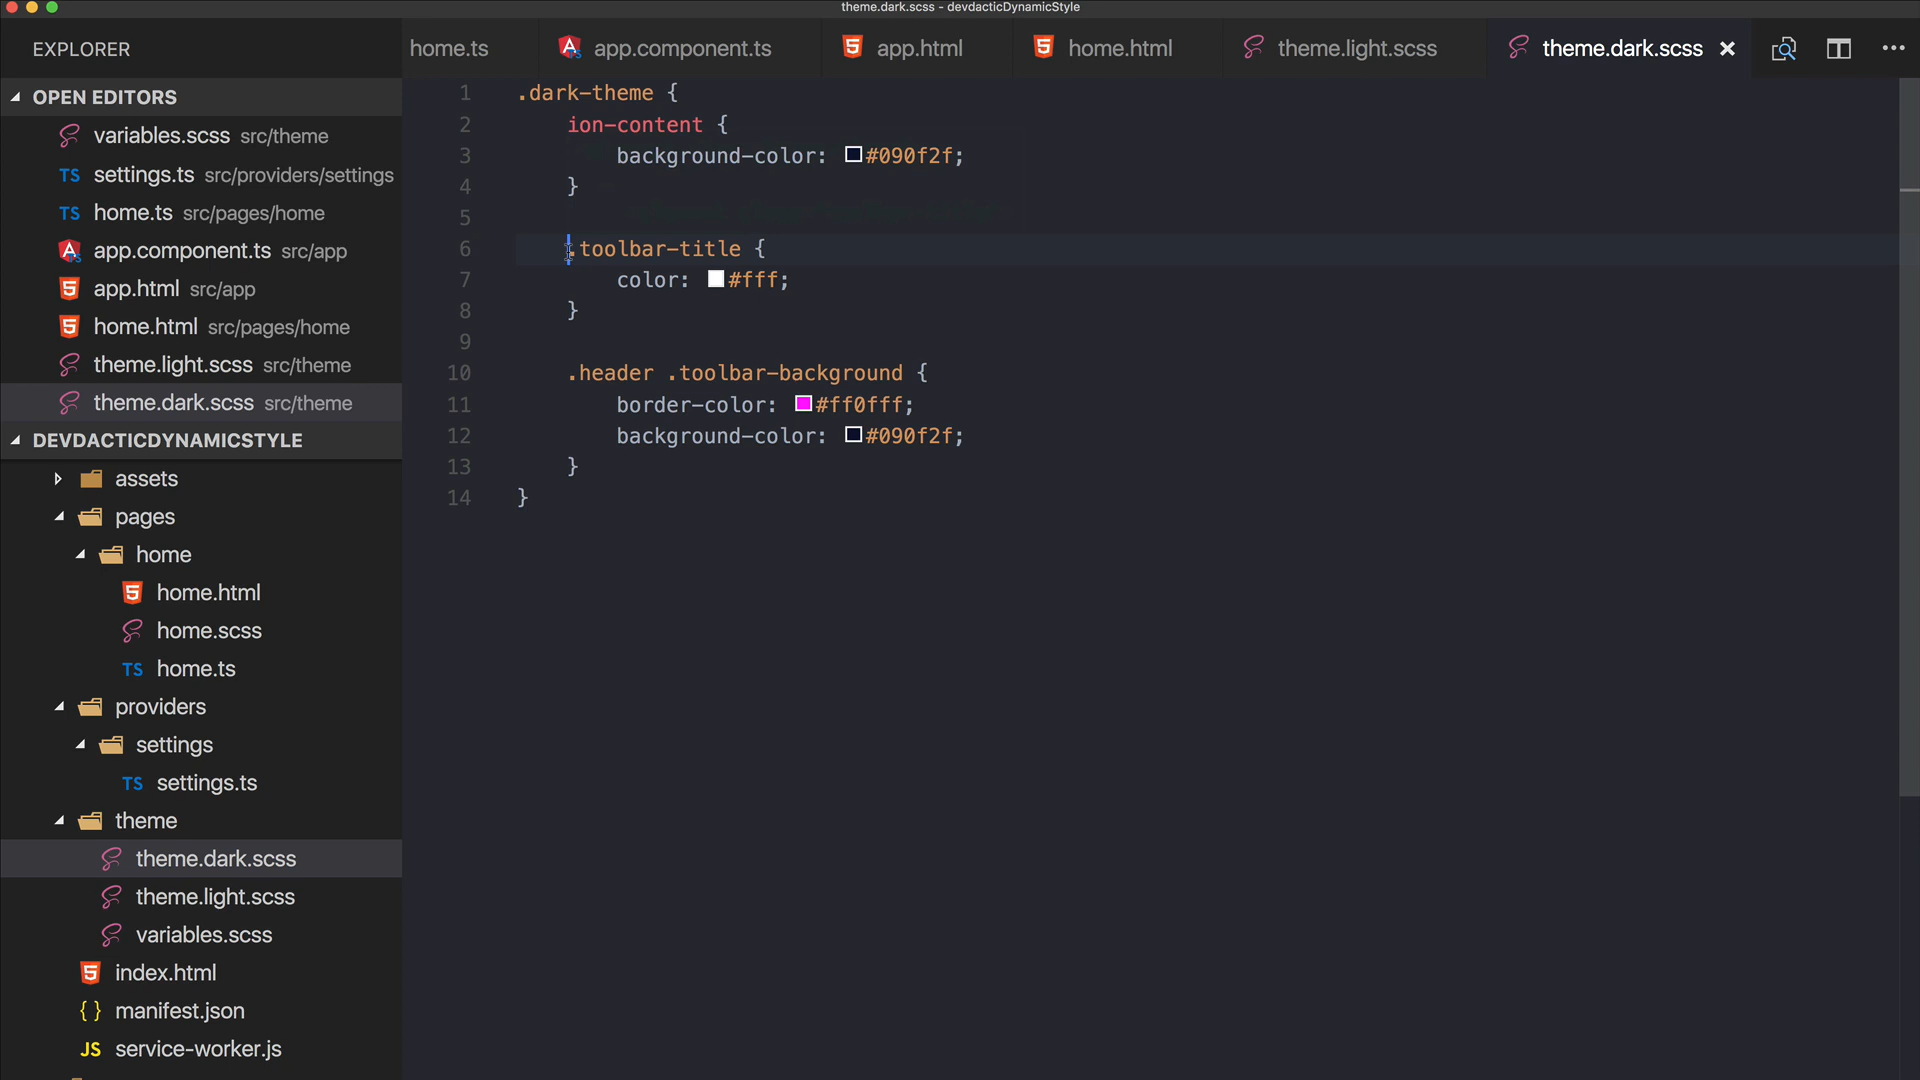 theme.dark.scss - devdacticDynamicStyle
EXPLORER
home.ts
app.component.ts
app.html
home.html
theme.light.scss
theme.dark.scss
OPEN EDITORS
variables.scss src/theme
TS settings.ts src/providers/settings
TS home.ts src/pages/home
app.component.ts src/app
app.html src/app
home.html src/pages/home
theme.light.scss src/theme
theme.dark.scss src/theme
DEVDACTICDYNAMICSTYLE
assets
pages
home
home.html
home.scss
TS home.ts
providers
settings
TS settings.ts
theme
theme.dark.scss
theme.light.scss
variables.scss
index.html
{ } manifest.json
JS service-worker.js
1 .dark-theme {
2 ion-content {
3 background-color: #090f2f;
4 }
5
6 .toolbar-title {
7 color: #fff;
8 }
9
10 .header .toolbar-background {
11 border-color: #ff0fff;
12 background-color: #090f2f;
13 }
14 }